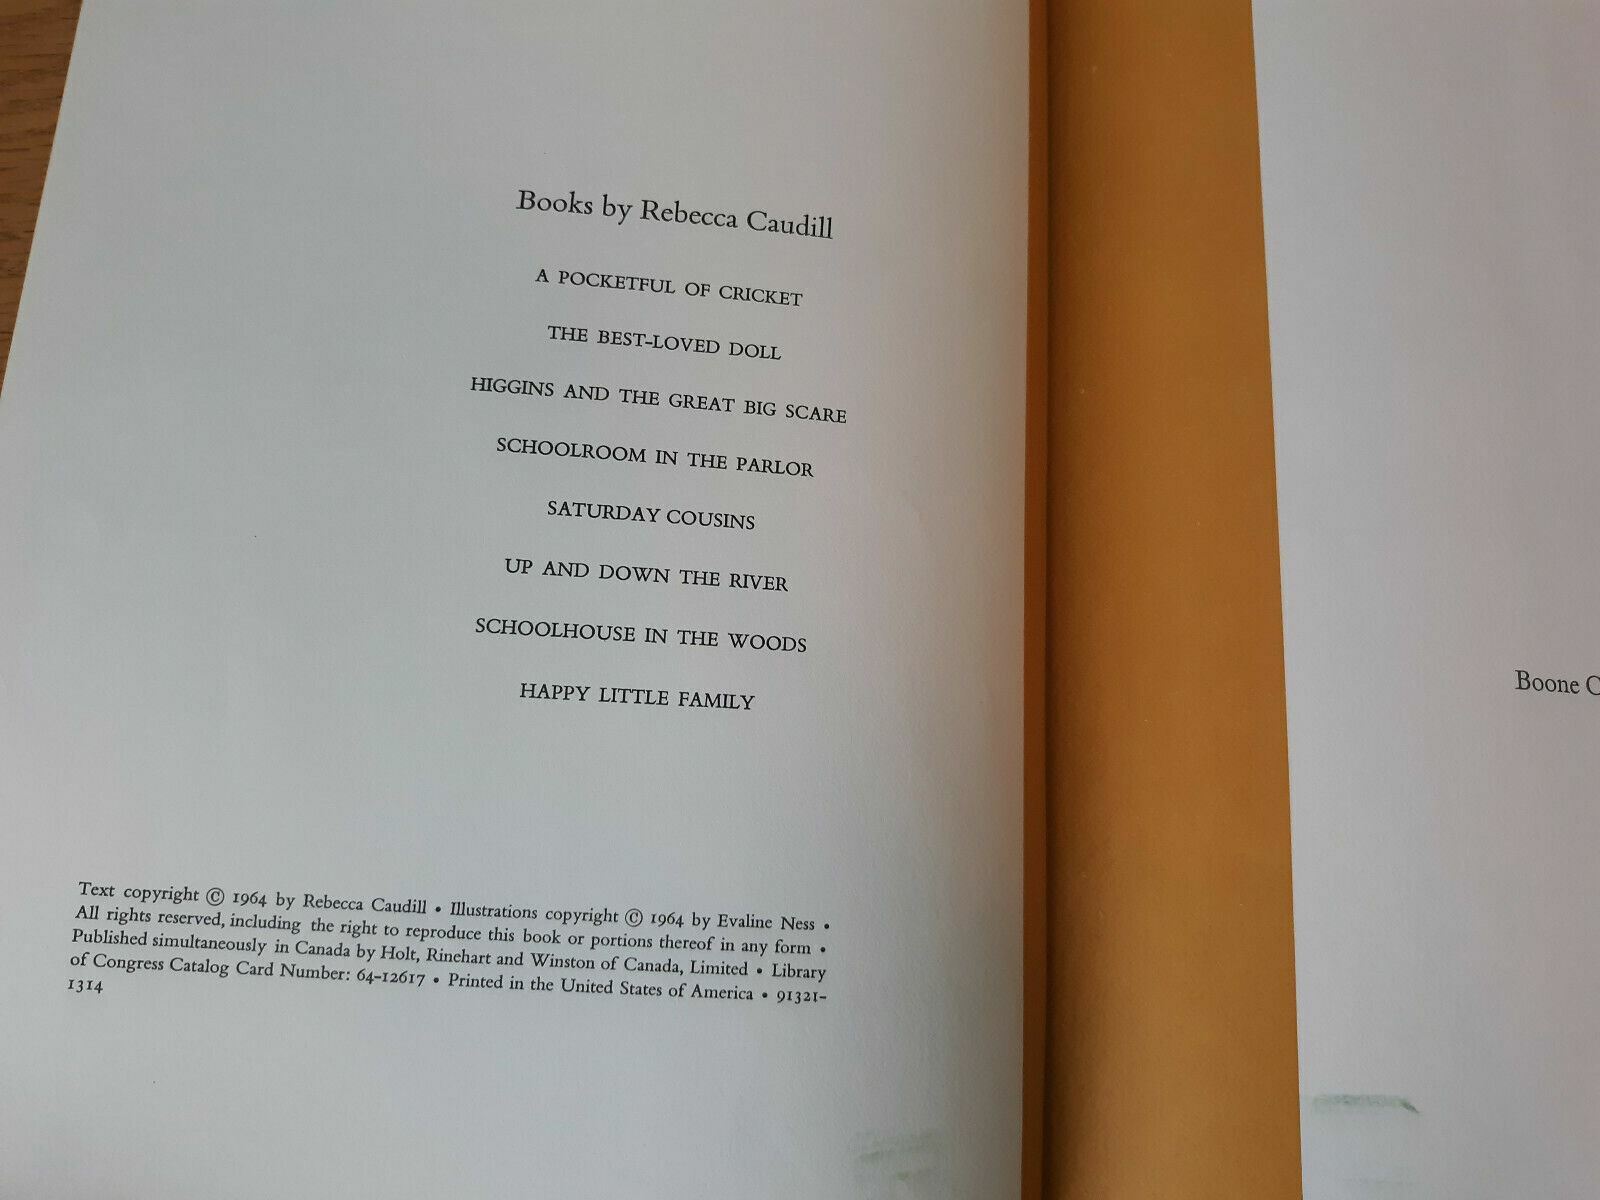 Books by Rebecca Caudill
A POCKETFUL OF CRICKET
THE BEST-LOVED DOLL
HIGGINS AND THE GREAT BIG SCARE
SCHOOLROOM IN THE PARLOR
SATURDAY COUSINS
UP AND DOWN THE RIVER
SCHOOLHOUSE IN THE WOODS
HAPPY LITTLE FAMILY
Text copyright © 1964 by Rebecca Caudill • Illustrations copyright © 1964 by Evaline Ness •
All rights reserved, including the right to reproduce this book or portions thereof in any form •
Published simultaneously in Canada by Holt, Rinehart and Winston of Canada, Limited • Library
of Congress Catalog Card Number: 64-12617 • Printed in the United States of America • 91321-
1314
Boone